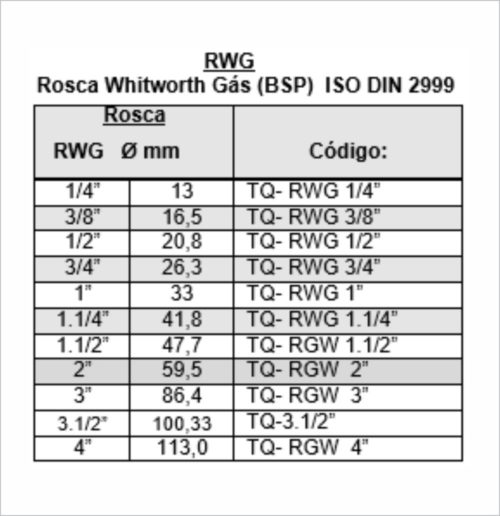 RWG
Rosca Whitworth Gás (BSP) ISO DIN 2999
Rosca
RWG Ø mm Código:
1/4” 13 TQ- RWG 1/4”
3/8” 16,5 TQ- RWG 3/8”
1/2” 20,8 TQ- RWG 1/2”
3/4” 26,3 TQ- RWG 3/4”
1” 33 TQ- RWG 1”
1.1/4” 41,8 TQ- RWG 1.1/4”
1.1/2” 47,7 TQ- RGW 1.1/2”
2” 59,5 TQ- RGW 2”
3” 86,4 TQ- RGW 3”
3.1/2” 100,33 TQ-3.1/2”
4” 113,0 TQ- RGW 4”